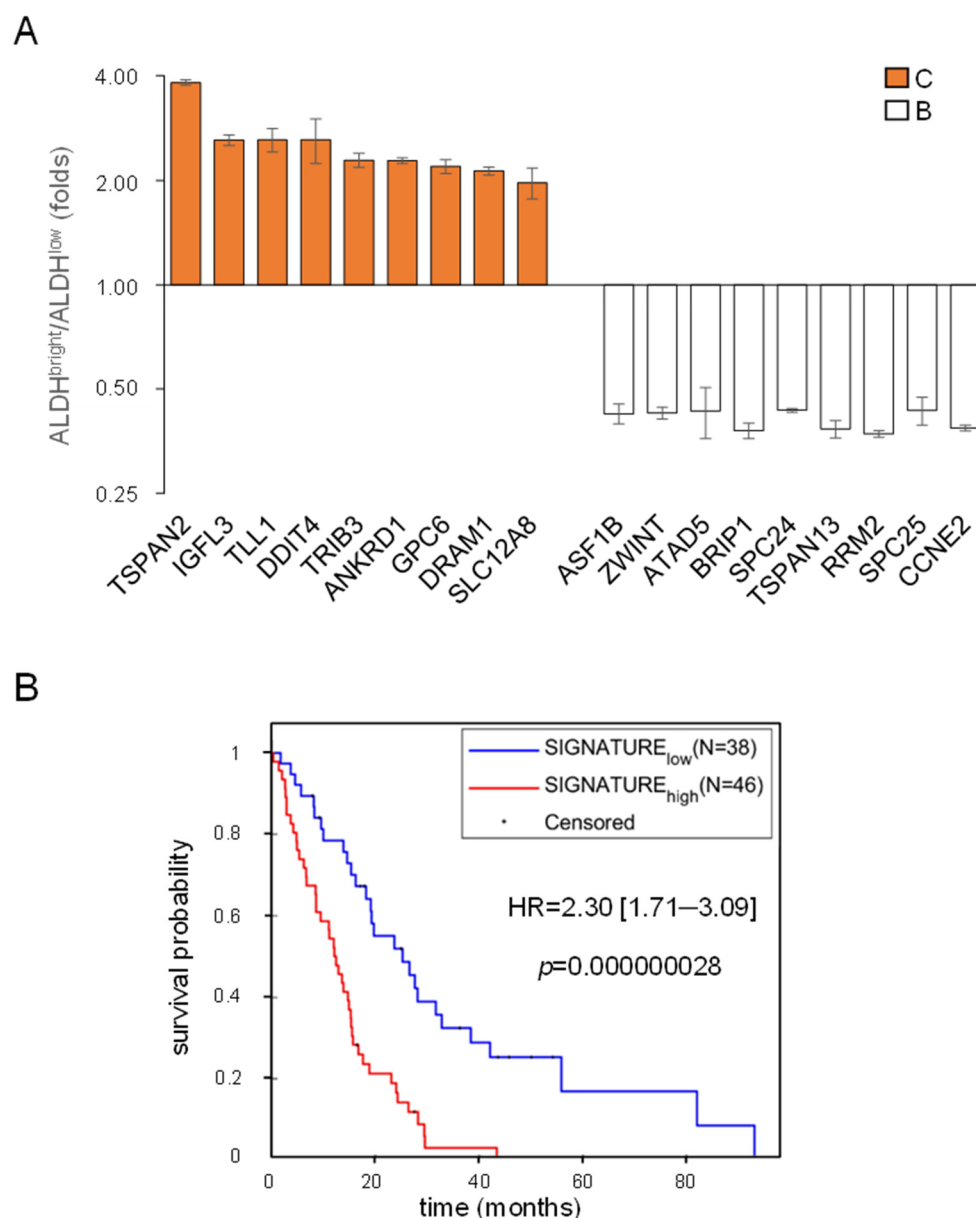 A
4.00
2.00
1.00
0.50
0.25
ALDHbright/ALDHlow (folds)
C
B
TSPAN2
IGFL3
TLL1
DDIT4
TRIB3
ANKRD1
GPC6
DRAM1
SLC12A8
ASF1B
ZWINT
ATAD5
BRIP1
SPC24
TSPAN13
RRM2
SPC25
CCNE2
B
SIGNATURElow(N=38)
SIGNATUREhigh(N=46)
Censored
HR=2.30 [1.71—3.09]
p=0.000000028
survival probability
1
0.8
0.6
0.4
0.2
0
0
20
40
60
80
time (months)